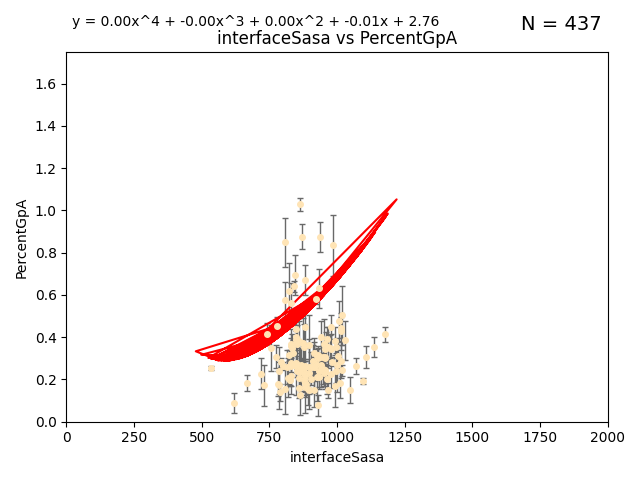 y = 0.00x^4 + -0.00x^3 + 0.00x^2 + -0.01x + 2.76
N = 437
interfaceSasa vs PercentGpA
PercentGpA
1.6
1.4
1.2
1.0
0.8
0.6
0.4
0.2
0.0
0 250 500 750 1000 1250 1500 1750 2000
interfaceSasa